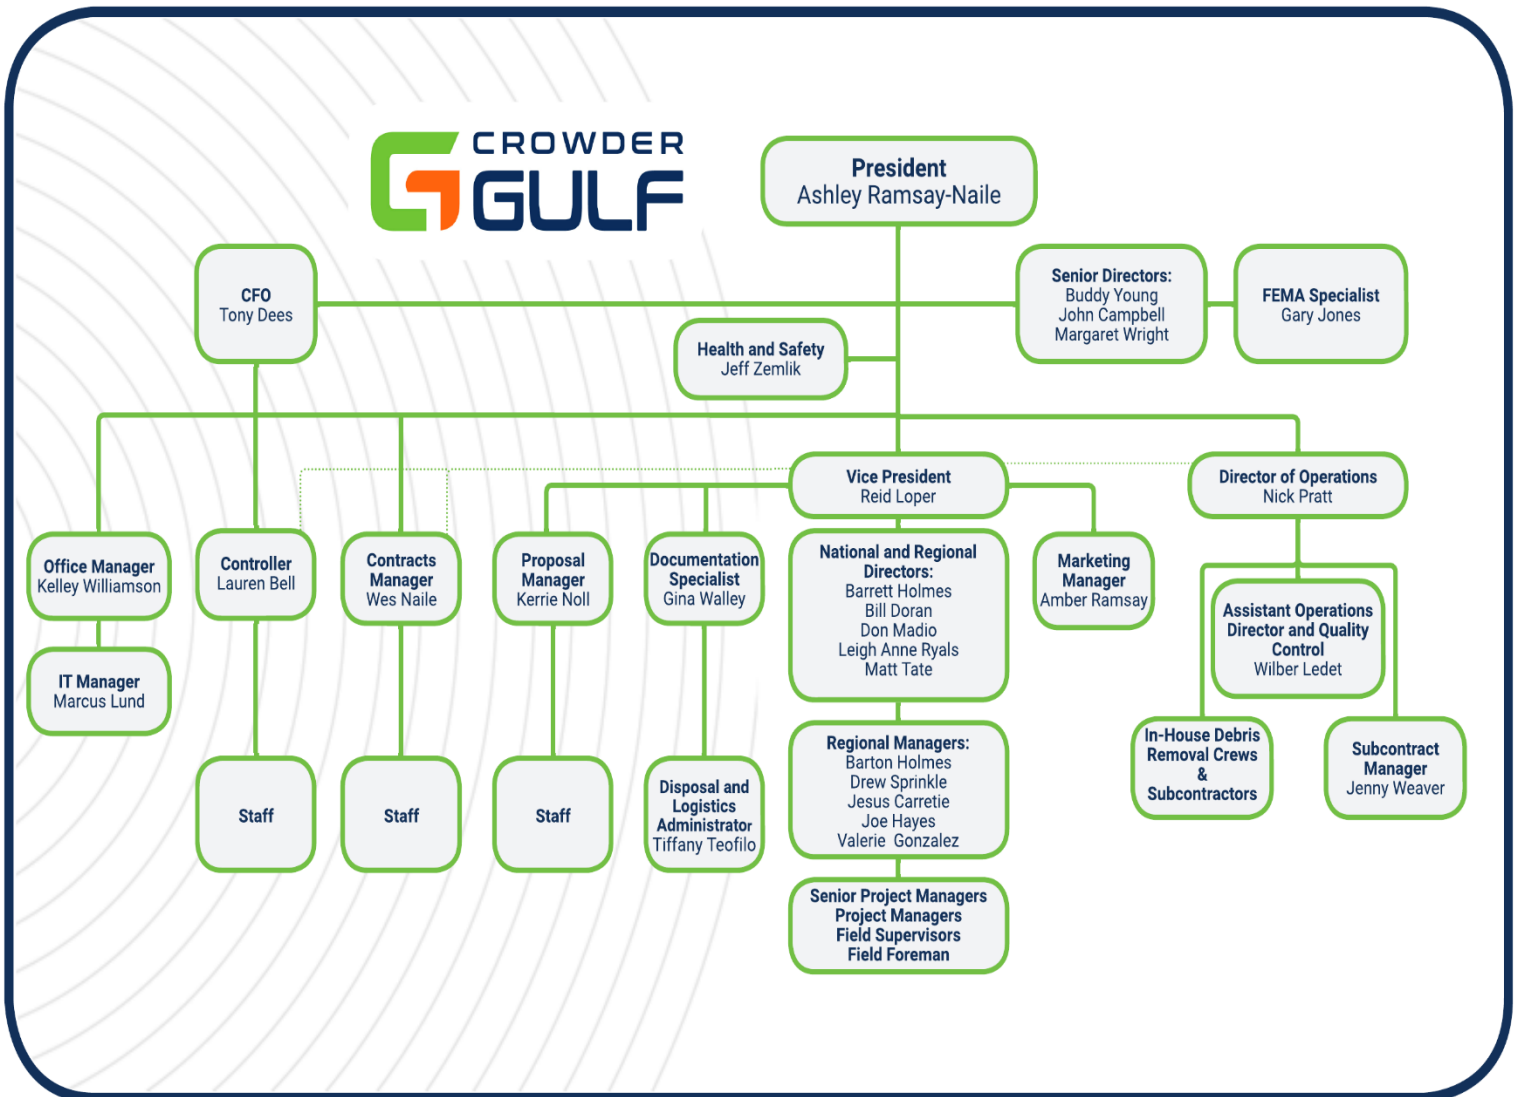 CROWDER
GULF
President
Ashley Ramsay-Naile
CFO
Tony Dees
Senior Directors:
Buddy Young
John Campbell
Margaret Wright
FEMA Specialist
Gary Jones
Health and Safety
Jeff Zemlik
Vice President
Reid Loper
Director of Operations
Nick Pratt
Office Manager
Kelley Williamson
Controller
Lauren Bell
Contracts
Manager
Wes Naile
Proposal
Manager
Kerrie Noll
Documentation
Specialist
Gina Walley
National and Regional
Directors:
Barrett Holmes
Bill Doran
Don Madio
Leigh Anne Ryals
Matt Tate
Marketing
Manager
Amber Ramsay
Assistant Operations
Director and Quality
Control
Wilber Ledet
IT Manager
Marcus Lund
In-House Debris
Removal Crews
&
Subcontractors
Subcontract
Manager
Jenny Weaver
Staff
Staff
Staff
Disposal and
Logistics
Administrator
Tiffany Teofilo
Regional Managers:
Barton Holmes
Drew Sprinkle
Jesus Carretie
Joe Hayes
Valerie Gonzalez
Senior Project Managers
Project Managers
Field Supervisors
Field Foreman